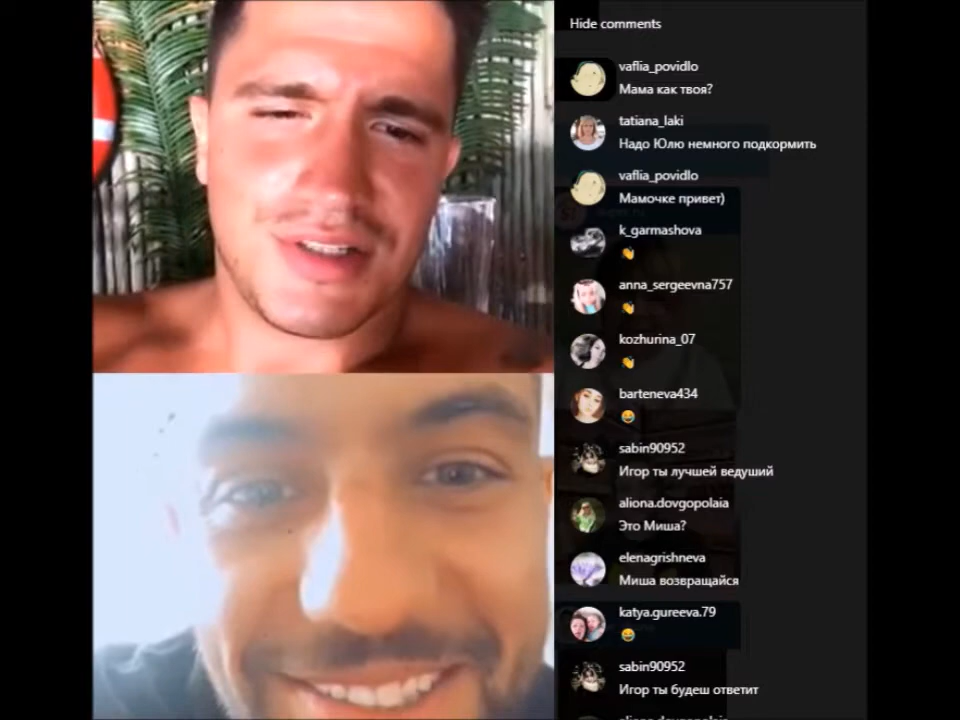 Hide comments
vaflia_povidlo
Мама как твоя?
tatiana_laki
Надо Юлю немного подкормить
vaflia_povidlo
Мамочке привет)
k_garmashova
👏
anna_sergeevna757
👏
kozhurina_07
👏
barteneva434
😂
sabin90952
Игор ты лучшей ведуший
aliona.dovgopolaia
Это Миша?
elenagrishneva
Миша возвращайся
katya.gureeva.79
😂
sabin90952
Игор ты будеш ответит